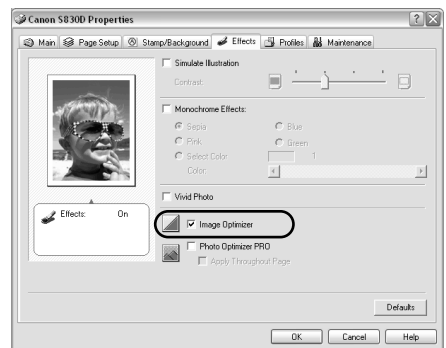 Canon S830D Properties
Main Page Setup Stamp/Background Effects Profiles Maintenance
Simulate Illustration
Contrast:
Monochrome Effects:
Sepia Blue
Pink Green
Select Color 1
Color:
Vivid Photo
Effects: On
Image Optimizer
Photo Optimizer PRO
Apply Throughout Page
Defaults
OK Cancel Help